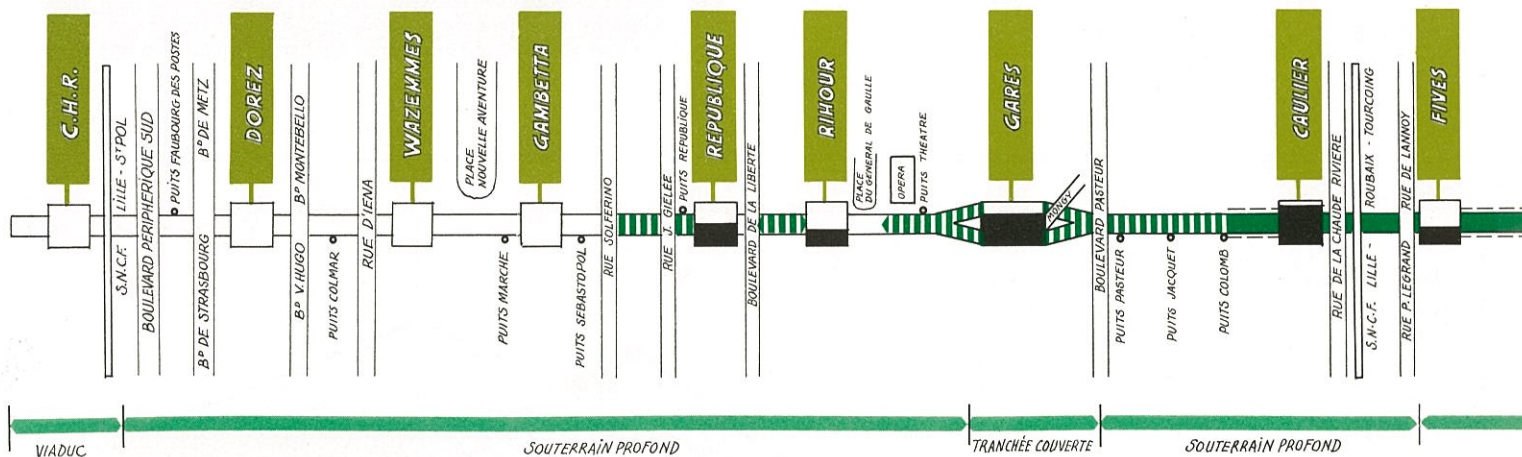 C.H.R.
S.N.C.F. LILLE - ST POL
BOULEVARD PERIPHERIQUE SUD
PUITS FAUBOURG DES POSTES
BD DE STRASBOURG BD DE METZ
DOREZ
BD V. HUGO BD MONTEBELLO
PUITS COLMAR
RUE D'IENA
WAZEMMES
PLACE
NOUVELLE AVENTURE
PUITS MARCHE
GAMBETTA
PUITS SEBASTOPOL
RUE SOLFERINO
RUE J. GIELÉE
PUITS REPUBLIQUE
REPUBLIQUE
BOULEVARD DE LA LIBERTE
RIHOUR
PLACE
DU GENERAL DE GAULLE
OPERA
PUITS THEATRE
GARES
MONGY
BOULEVARD PASTEUR
PUITS PASTEUR
PUITS JACQUET
PUITS COLOMB
CAULIER
RUE DE LA CHAUDE RIVIERE
S.N.C.F. LILLE - ROUBAIX - TOURCOING
RUE P. LEGRAND RUE DE LANNOY
FIVES
VIADUC
SOUTERRAIN PROFOND
TRANCHÉE COUVERTE
SOUTERRAIN PROFOND